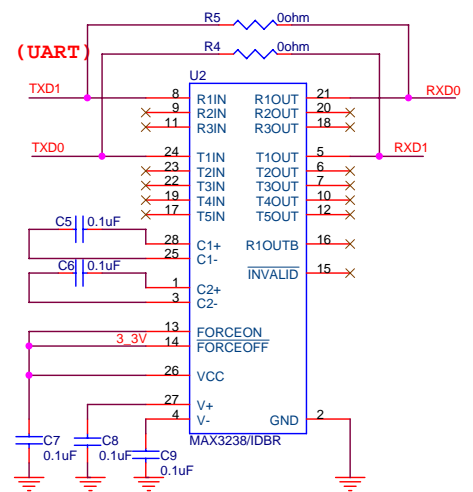 R5 0ohm
R4 0ohm
(UART)
U2
TXD1 8 R1IN R1OUT 21 RXD0
9 R2IN R2OUT 20
11 R3IN R3OUT 18
TXD0 24 T1IN T1OUT 5 RXD1
23 T2IN T2OUT 6
22 T3IN T3OUT 7
19 T4IN T4OUT 10
17 T5IN T5OUT 12
C5 0.1uF
28 C1+ R1OUTB 16
25 C1-
C6 0.1uF
INVALID 15
1 C2+
3 C2-
13 FORCEON
3_3V 14 FORCEOFF
26 VCC
27 V+
4 V- GND 2
MAX3238/IDBR
C7 0.1uF
C8 0.1uF
C9 0.1uF